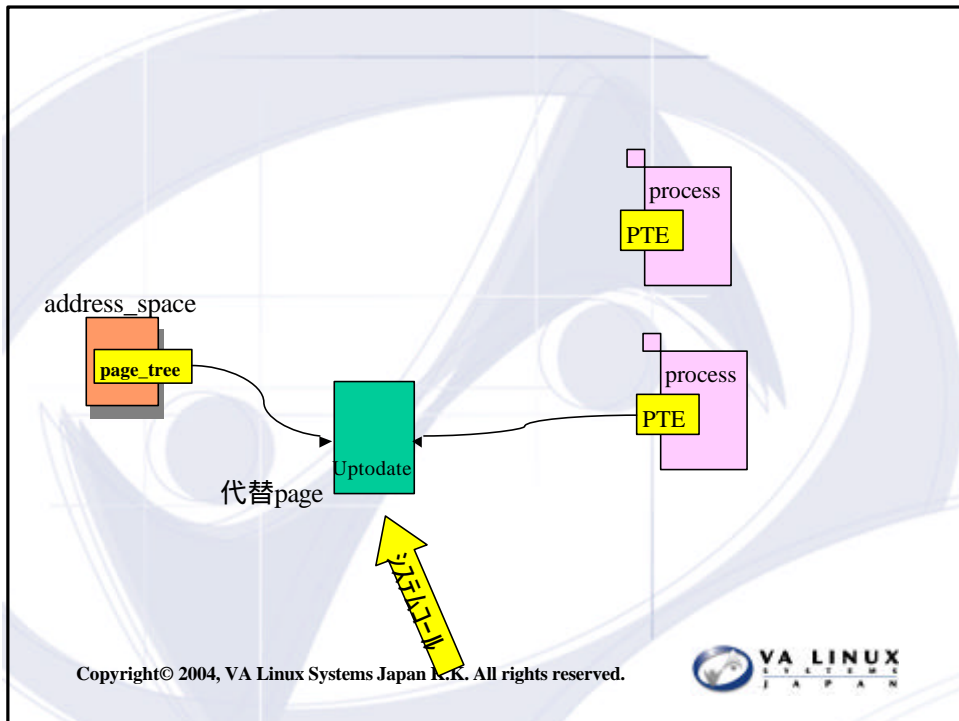 process
PTE
address_space
page_tree
process
PTE
Uptodate
代替page
システムコール
Copyright© 2004, VA Linux Systems Japan K.K. All rights reserved.
VA LINUX
SYSTEMS
JAPAN